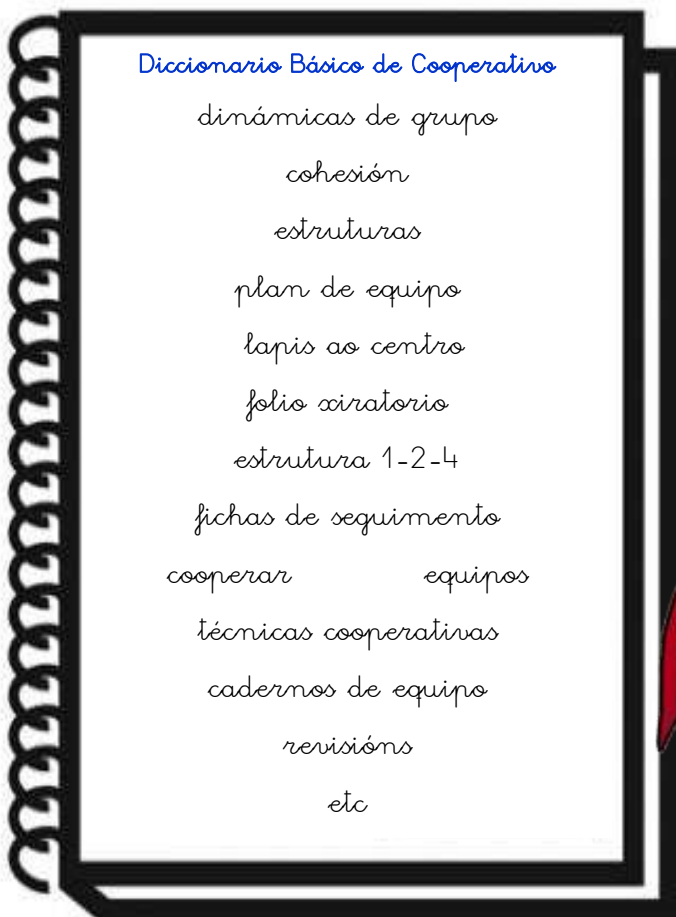 Diccionario Básico de Cooperativo
dinámicas de grupo
cohesión
estruturas
plan de equipo
lapis ao centro
folio xiratorio
estrutura 1-2-4
fichas de seguimento
cooperar equipos
técnicas cooperativas
cadernos de equipo
revisións
etc